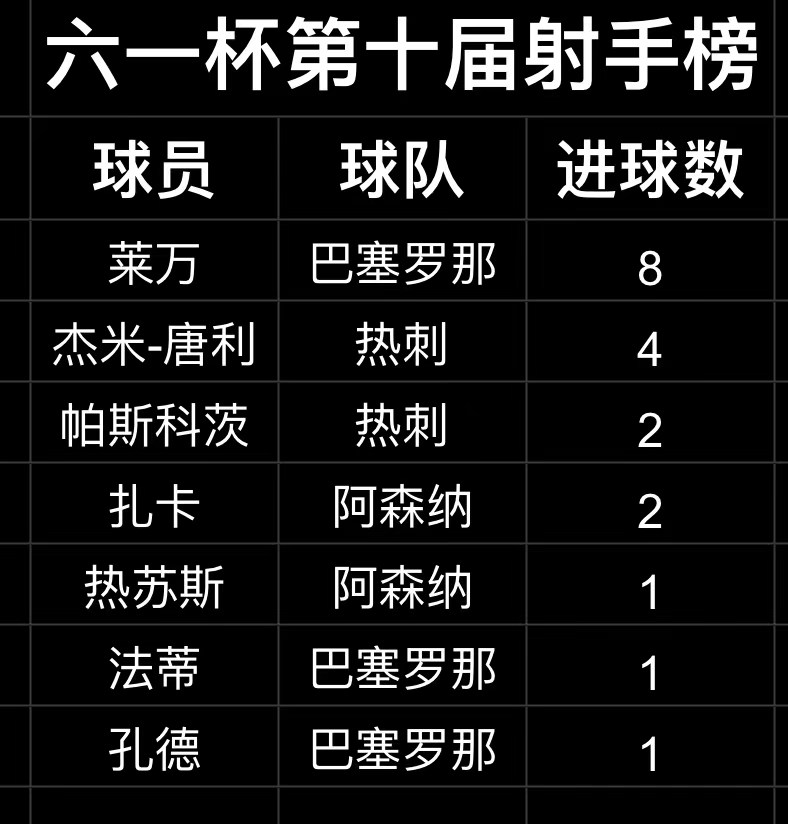 六一杯第十届射手榜
球员 球队 进球数
莱万 巴塞罗那 8
杰米-唐利 热刺 4
帕斯科茨 热刺 2
扎卡 阿森纳 2
热苏斯 阿森纳 1
法蒂 巴塞罗那 1
孔德 巴塞罗那 1